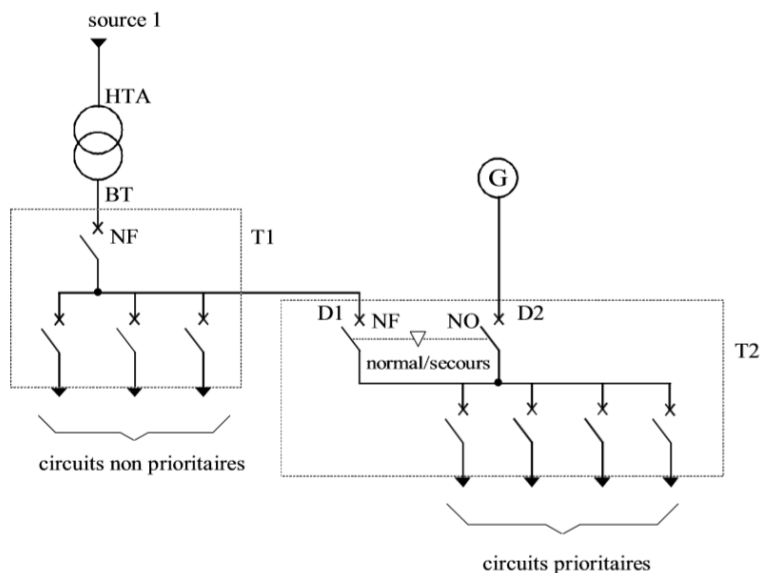 source 1
HTA
BT
NF
T1
G
D1
NF
NO
D2
normal/secours
T2
circuits non prioritaires
circuits prioritaires